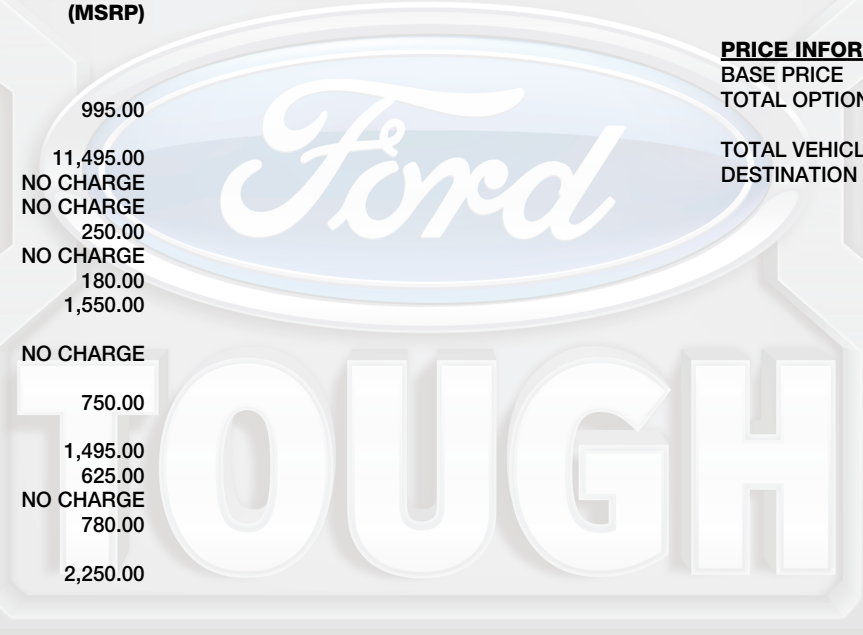 (MSRP)
995.00
11,495.00
NO CHARGE
NO CHARGE
250.00
NO CHARGE
180.00
1,550.00
NO CHARGE
750.00
1,495.00
625.00
NO CHARGE
780.00
2,250.00
PRICE INFOR
BASE PRICE
TOTAL OPTION
TOTAL VEHICL
DESTINATION
Ford
TOUGH